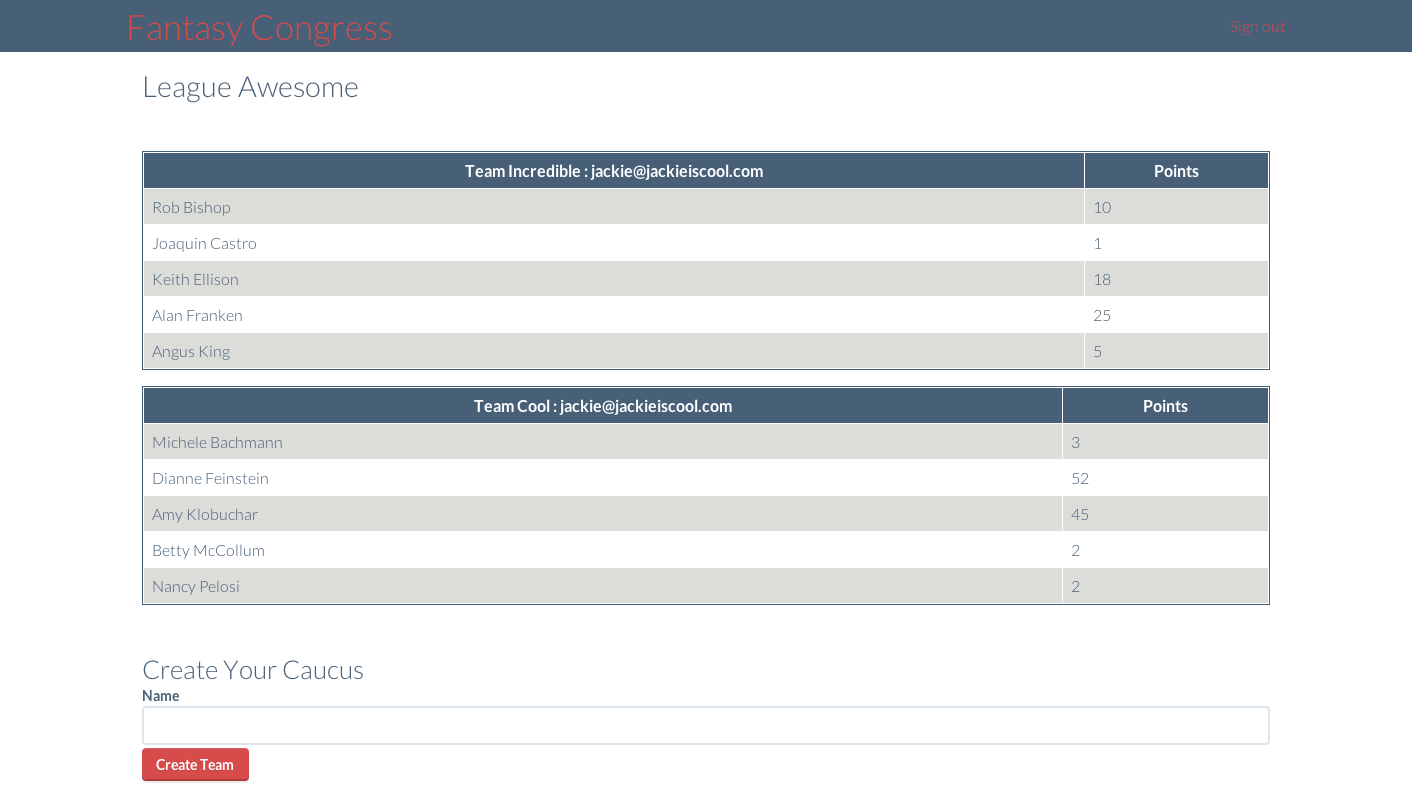 Fantasy Congress Sign out
League Awesome
Team Incredible : jackie@jackieiscool.com Points
Rob Bishop 10
Joaquin Castro 1
Keith Ellison 18
Alan Franken 25
Angus King 5
Team Cool : jackie@jackieiscool.com Points
Michele Bachmann 3
Dianne Feinstein 52
Amy Klobuchar 45
Betty McCollum 2
Nancy Pelosi 2
Create Your Caucus
Name
Create Team